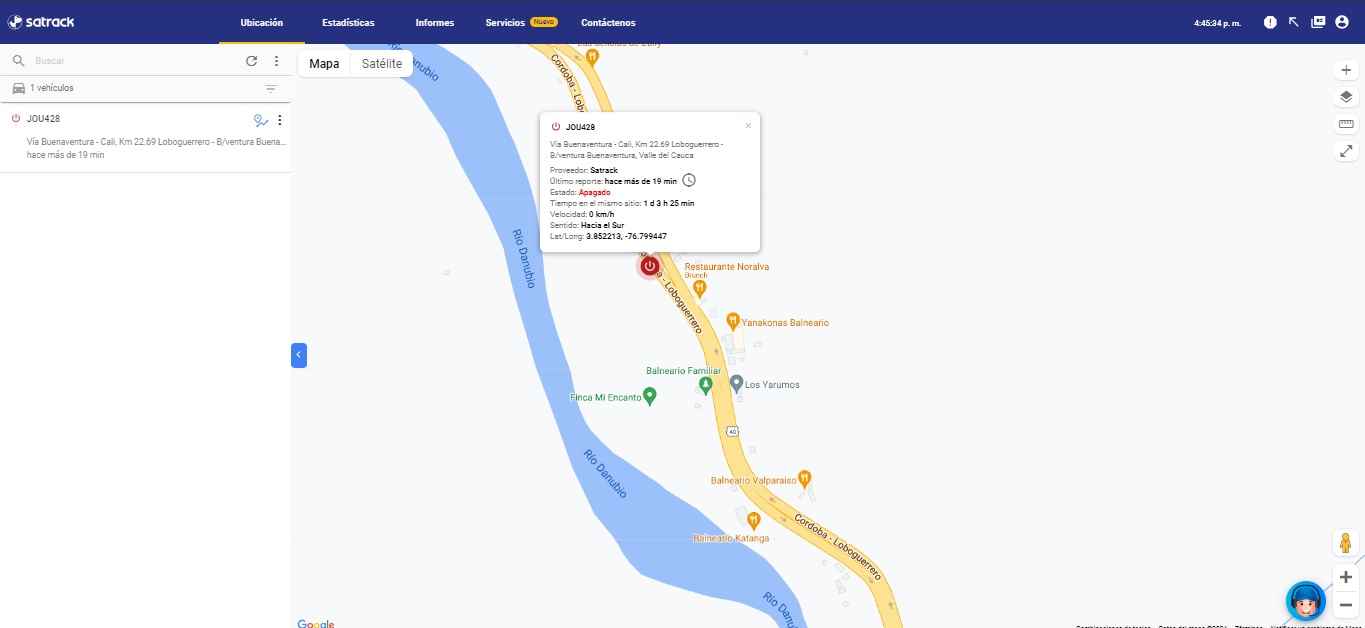 satrack
Ubicación
Estadísticas
Informes
Servicios Nuevo
Contáctenos
4:45:34 p. m.
Buscar
1 vehículos
JOU428
Vía Buenaventura - Cali, Km 22.69 Loboguerrero - B/ventura Buena...
hace más de 19 min
Mapa
Satélite
JOU428
Vía Buenaventura - Cali, Km 22.69 Loboguerrero -
B/ventura Buenaventura, Valle del Cauca
Proveedor: Satrack
Último reporte: hace más de 19 min
Estado: Apagado
Tiempo en el mismo sitio: 1 d 3 h 25 min
Velocidad: 0 km/h
Sentido: Hacia el Sur
Lat/Long: 3.852213, -76.799447
Danubio
Cordoba - Lobo
Río Danubio
Loboguerrero
Restaurante Noralva
Brunch
Yanakonas Balneario
Balneario Familiar
Los Yarumos
Finca Mi Encanto
40
Río Danubio
Balneario Valparaiso
Balneario Katanga
Cordoba - Loboguerrero
Río Danu
Google